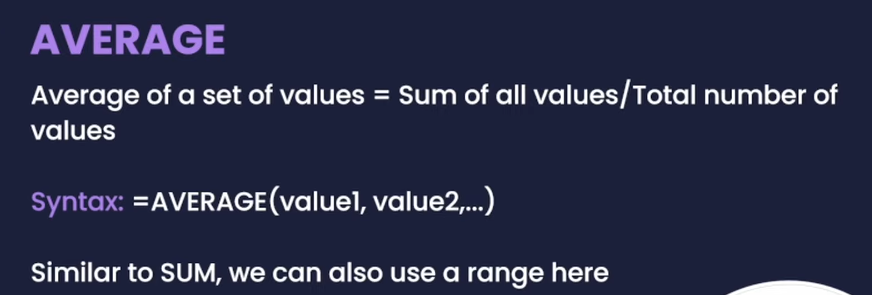 AVERAGE
Average of a set of values = Sum of all values/Total number of
values
Syntax: =AVERAGE(value1, value2,...)
Similar to SUM, we can also use a range here